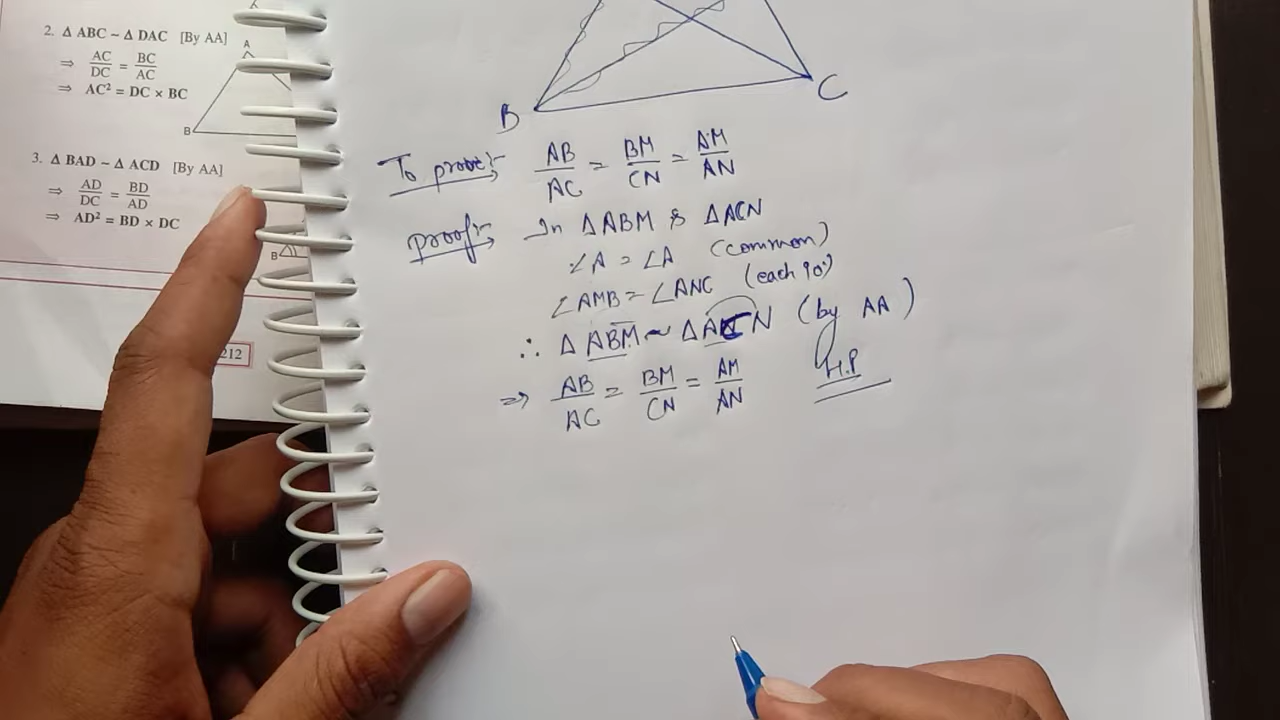 2. Δ ABC ~ Δ DAC [By AA]
⇒ AC/DC = BC/AC
⇒ AC² = DC × BC
A
B
3. Δ BAD ~ Δ ACD [By AA]
⇒ AD/DC = BD/AD
⇒ AD² = BD × DC
B
212
B
C
To prove:- AB/AC = BM/CN = AM/AN
Proof:- In ΔABM & ΔACN
∠A = ∠A (common)
∠AMB = ∠ANC (each 90°)
∴ Δ ABM ~ Δ ACN (by AA)
⇒ AB/AC = BM/CN = AM/AN H.P